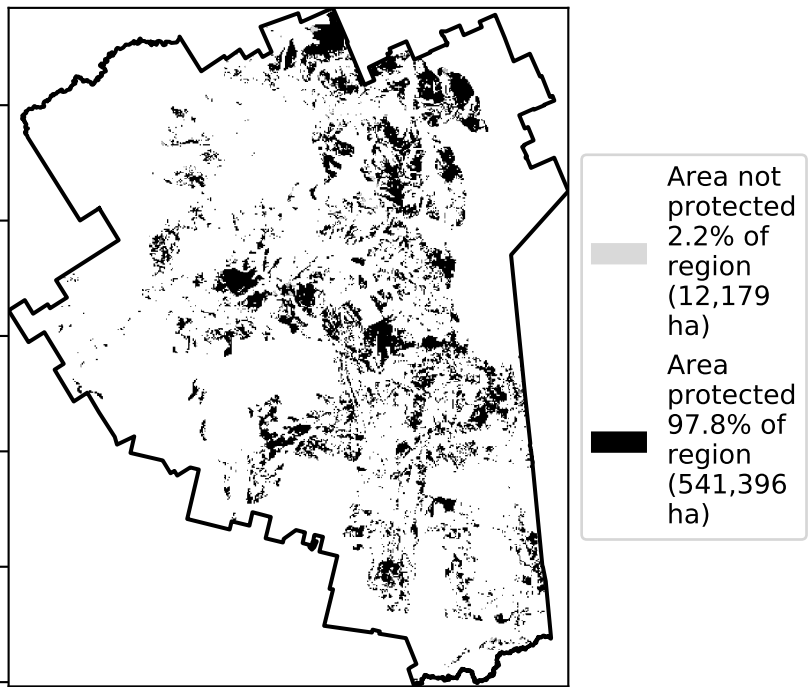 Area not
protected
2.2% of
region
(12,179
ha)
Area
protected
97.8% of
region
(541,396
ha)